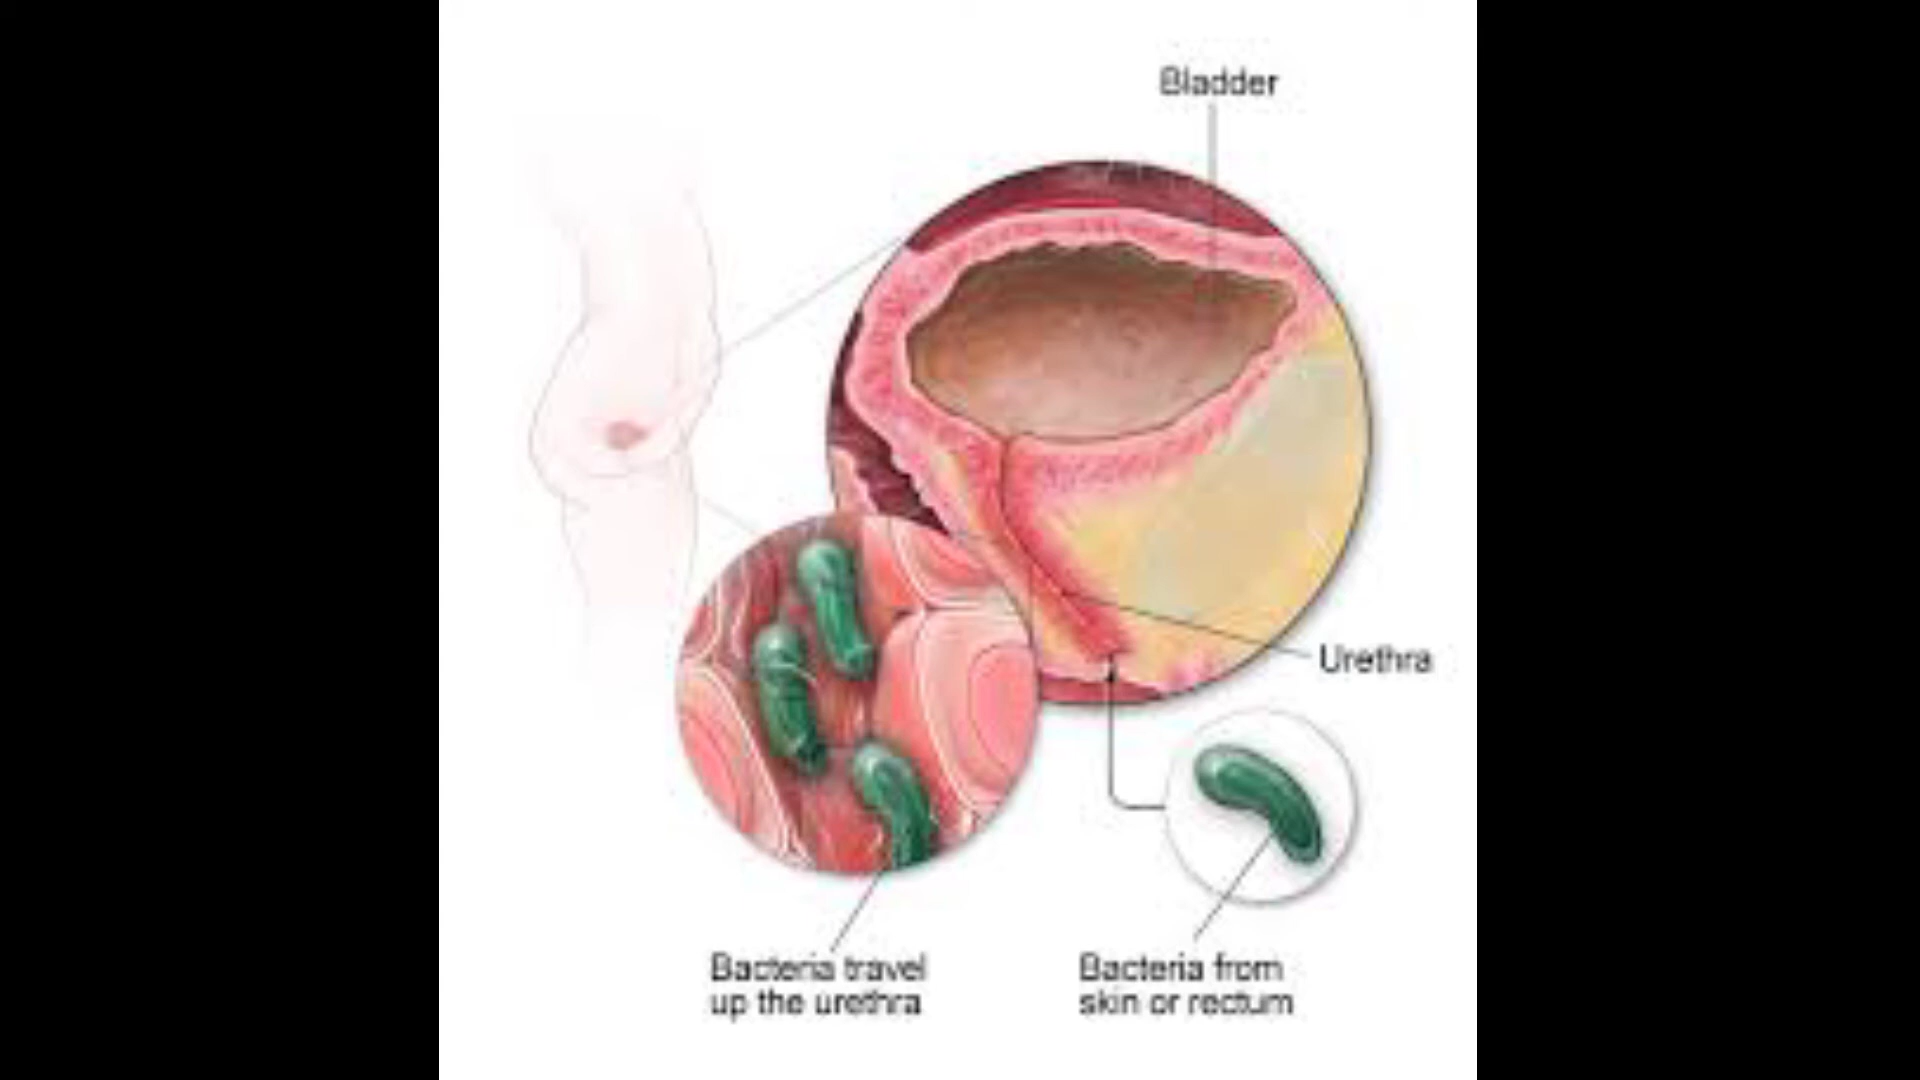 Bladder
Urethra
Bacteria travel
up the urethra
Bacteria from
skin or rectum